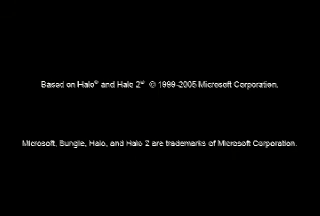 Based on Halo® and Halo 2® © 1999-2005 Microsoft Corporation.
Microsoft, Bungie, Halo, and Halo 2 are trademarks of Microsoft Corporation.